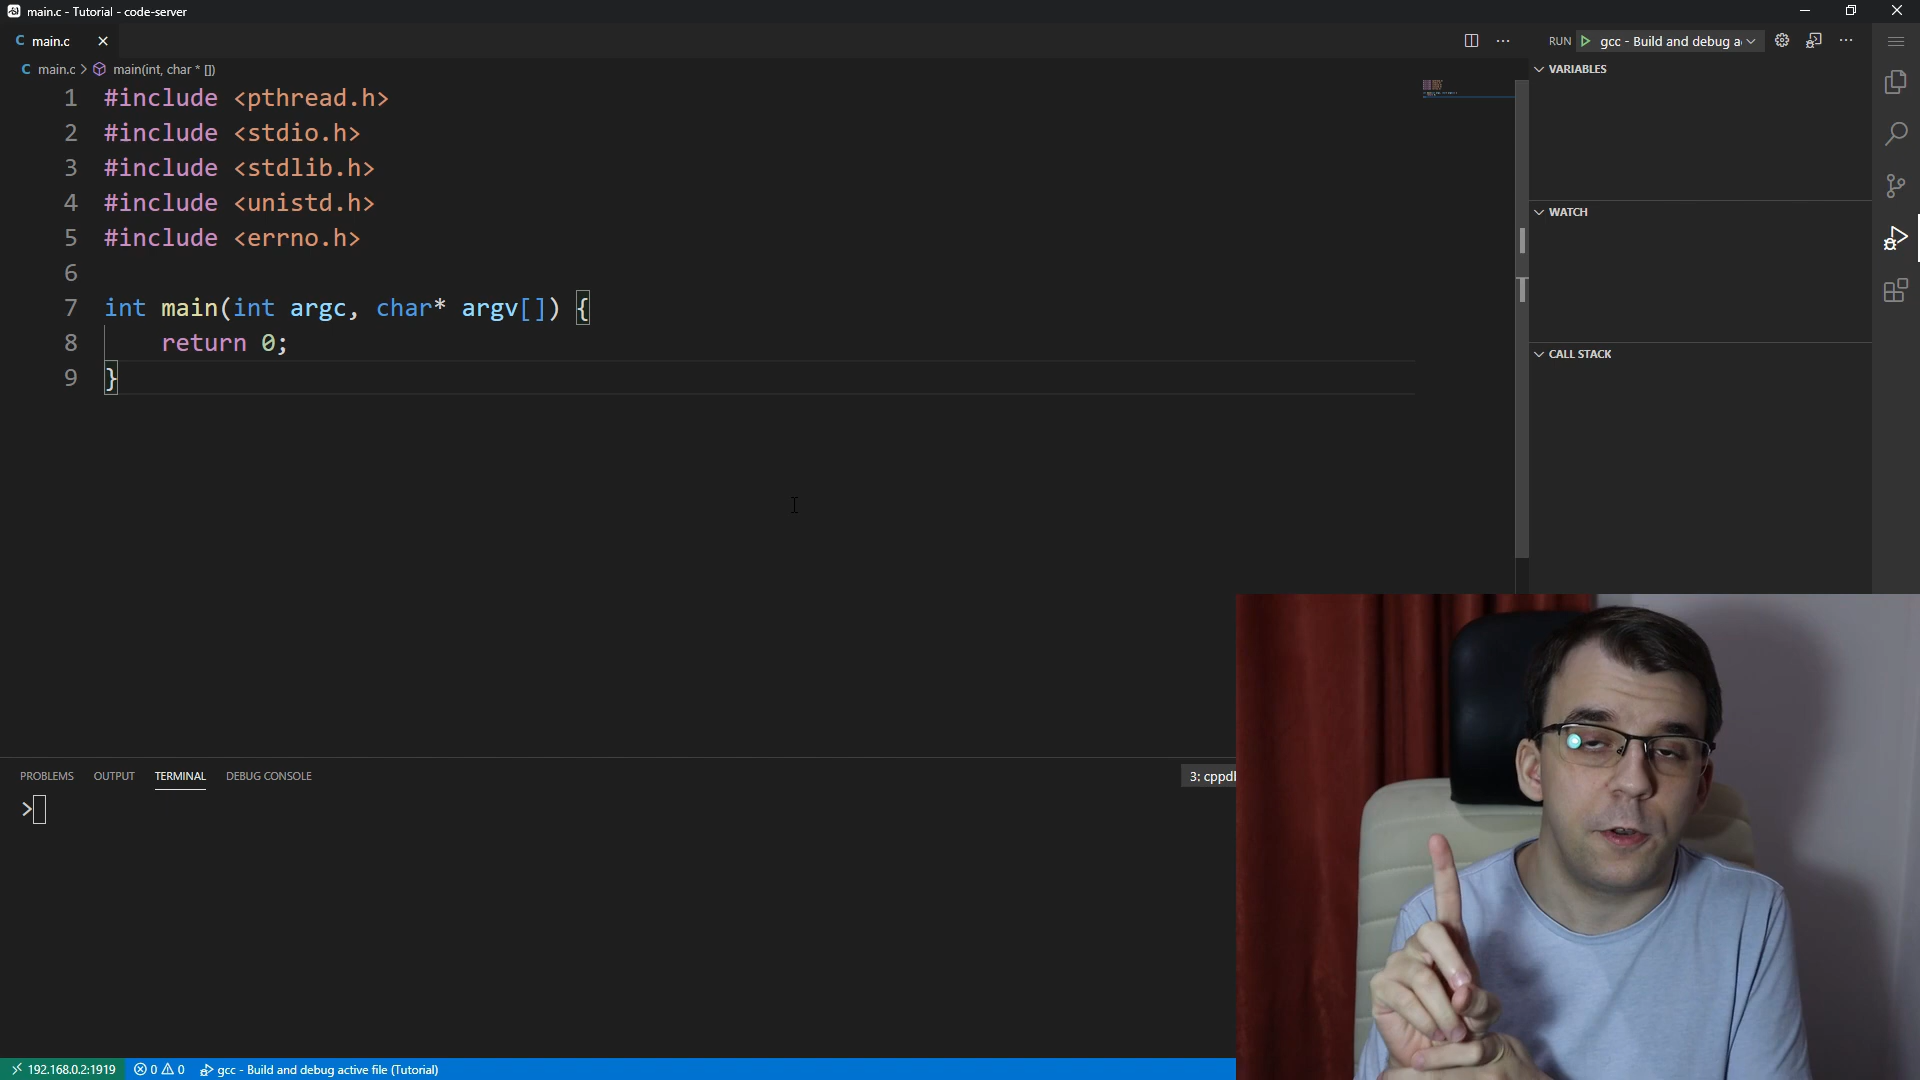 main.c - Tutorial - code-server
C main.c
RUN gcc - Build and debug a
C main.c > main(int, char * [])
VARIABLES
1 #include <pthread.h>
2 #include <stdio.h>
3 #include <stdlib.h>
4 #include <unistd.h>
5 #include <errno.h>
6
7 int main(int argc, char* argv[]) {
8 return 0;
9 }
WATCH
CALL STACK
PROBLEMS OUTPUT TERMINAL DEBUG CONSOLE
3: cppd
>
192.168.0.2:1919 0 0 gcc - Build and debug active file (Tutorial)